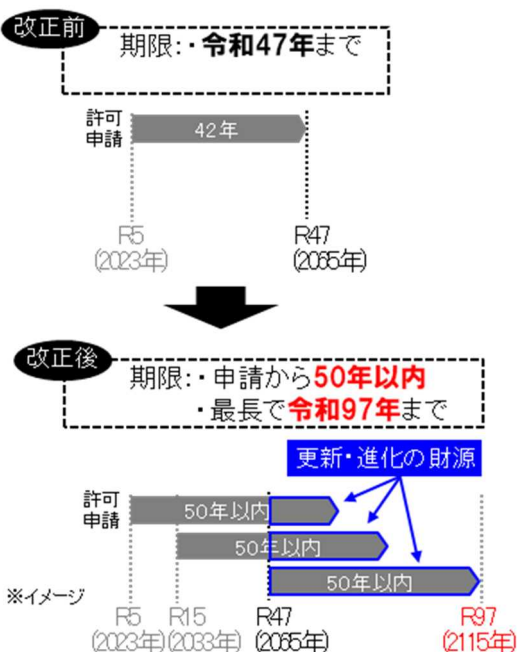 改正前
期限:・令和47年まで
許可
申請
42年
R5
(2023年)
R47
(2065年)
改正後
期限:・申請から50年以内
・最長で令和97年まで
更新・進化の財源
許可
申請
50年以内
50年以内
50年以内
※イメージ
R5 R15 R47 R97
(2023年)(2033年)(2065年) (2115年)